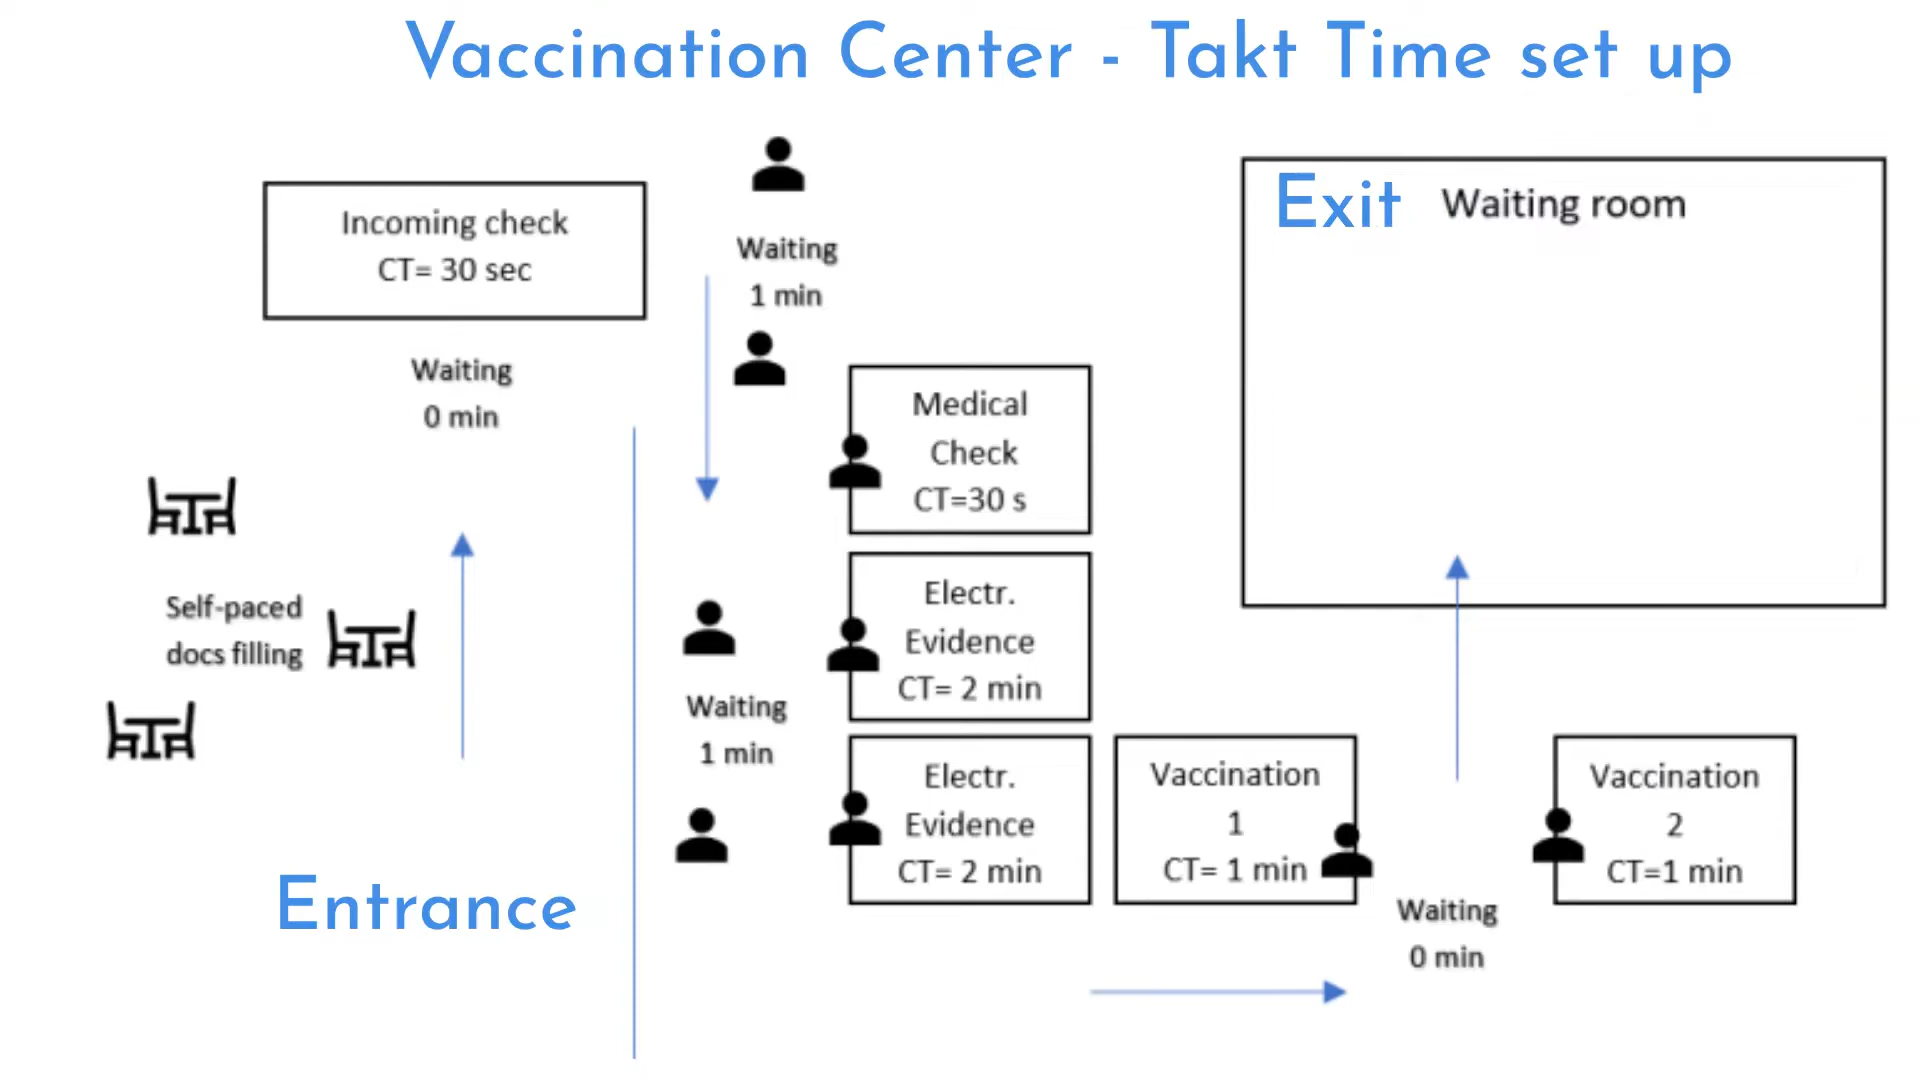 Vaccination Center - Takt Time set up
Incoming check
CT= 30 sec
Waiting
0 min
Self-paced
docs filling
Entrance
Waiting
1 min
Medical
Check
CT=30 s
Electr.
Evidence
CT= 2 min
Waiting
1 min
Electr.
Evidence
CT= 2 min
Vaccination
1
CT= 1 min
Waiting
0 min
Vaccination
2
CT=1 min
Exit Waiting room